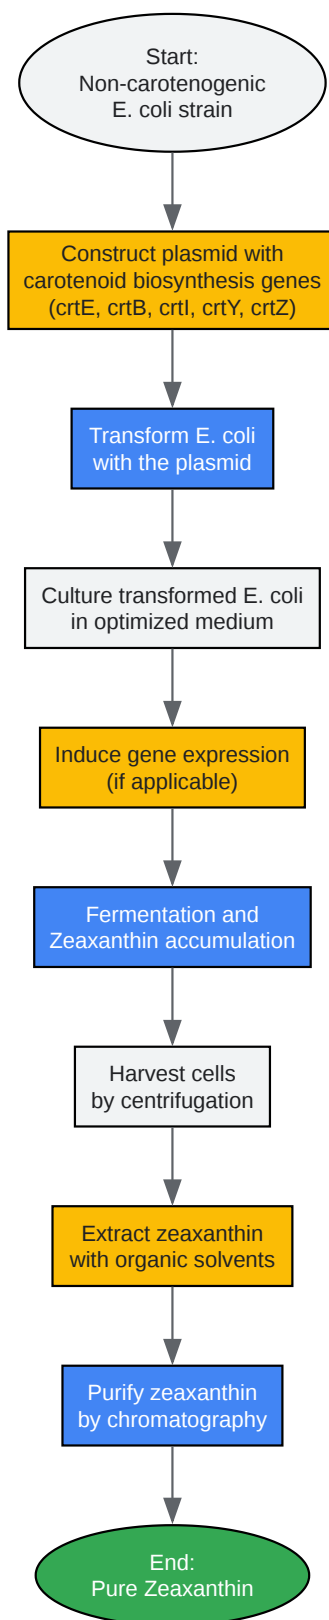 Start:
Non-carotenogenic
E. coli strain
Construct plasmid with
carotenoid biosynthesis genes
(crtE, crtB, crtI, crtY, crtZ)
Transform E. coli
with the plasmid
Culture transformed E. coli
in optimized medium
Induce gene expression
(if applicable)
Fermentation and
Zeaxanthin accumulation
Harvest cells
by centrifugation
Extract zeaxanthin
with organic solvents
Purify zeaxanthin
by chromatography
End:
Pure Zeaxanthin